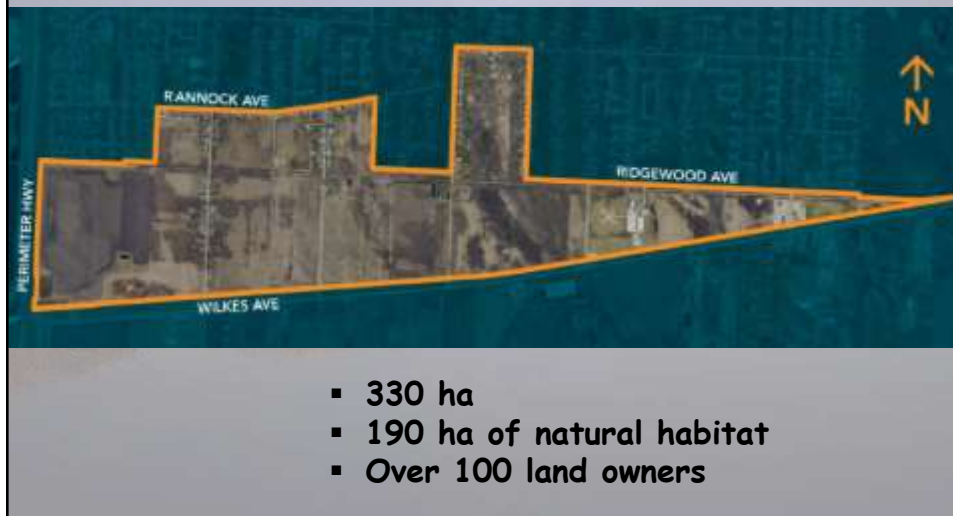 RANNOCK AVE
N
RIDGEWOOD AVE
PERIMETER HWY
WILKES AVE
▪ 330 ha
▪ 190 ha of natural habitat
▪ Over 100 land owners